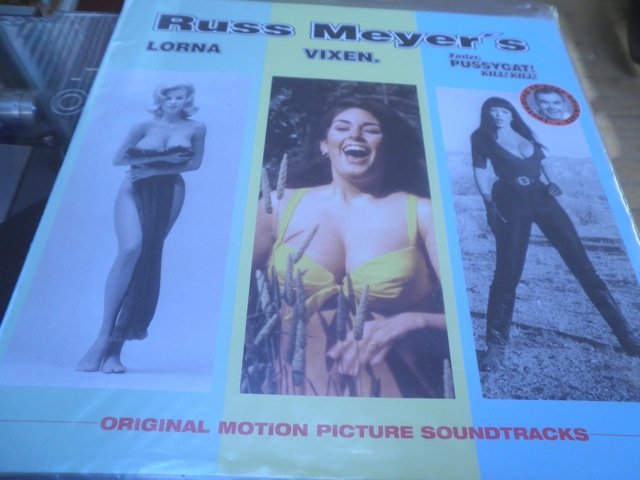 Russ Meyer's
LORNA
VIXEN.
Faster,
PUSSYCAT!
KILL! KILL!
ORIGINAL MOTION PICTURE SOUNDTRACKS